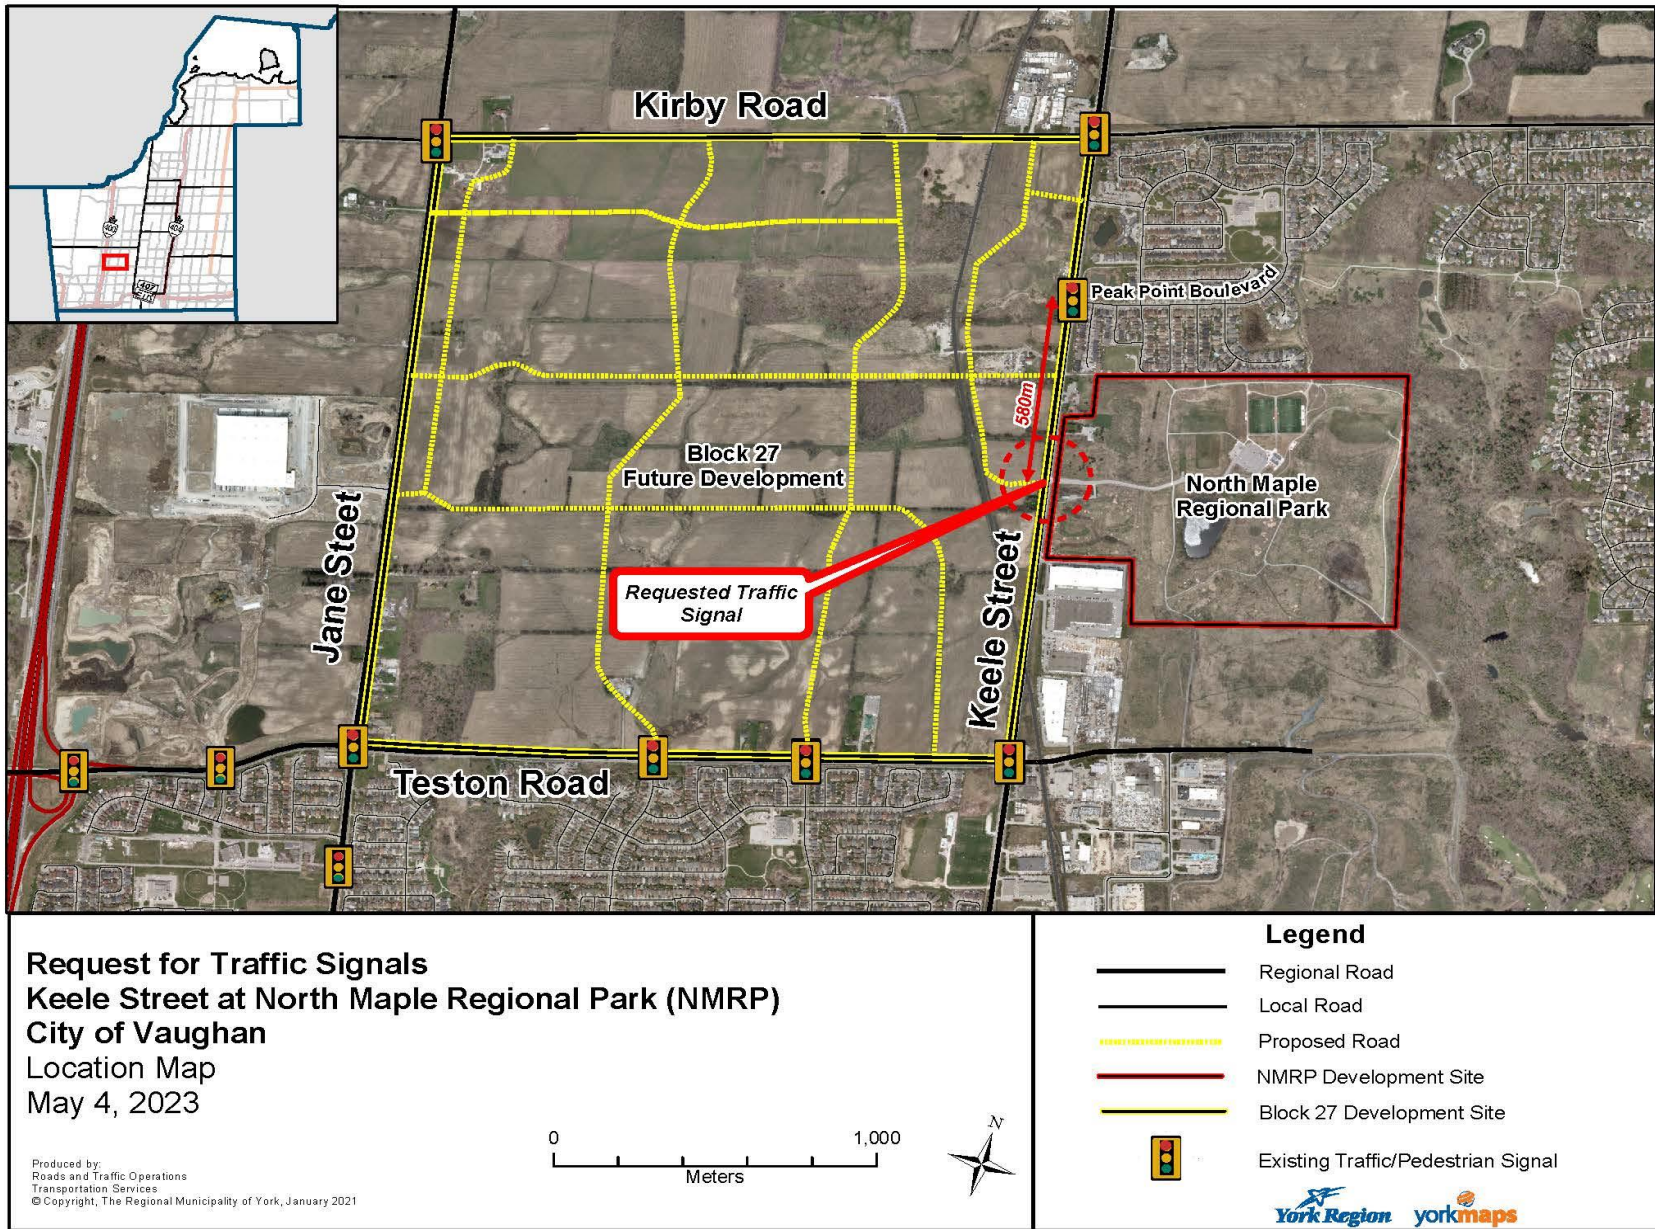 400
404
407
ETR
Kirby Road
Peak Point Boulevard
580m
Block 27
Future Development
North Maple
Regional Park
Jane Steet
Requested Traffic
Signal
Keele Street
Teston Road
Request for Traffic Signals
Keele Street at North Maple Regional Park (NMRP)
City of Vaughan
Location Map
May 4, 2023
Produced by:
Roads and Traffic Operations
Transportation Services
© Copyright, The Regional Municipality of York, January 2021
0 1,000
Meters
N
Legend
Regional Road
Local Road
Proposed Road
NMRP Development Site
Block 27 Development Site
Existing Traffic/Pedestrian Signal
York Region
yorkmaps